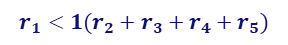 r₁ < 1(r₂ + r₃ + r₄ + r₅)